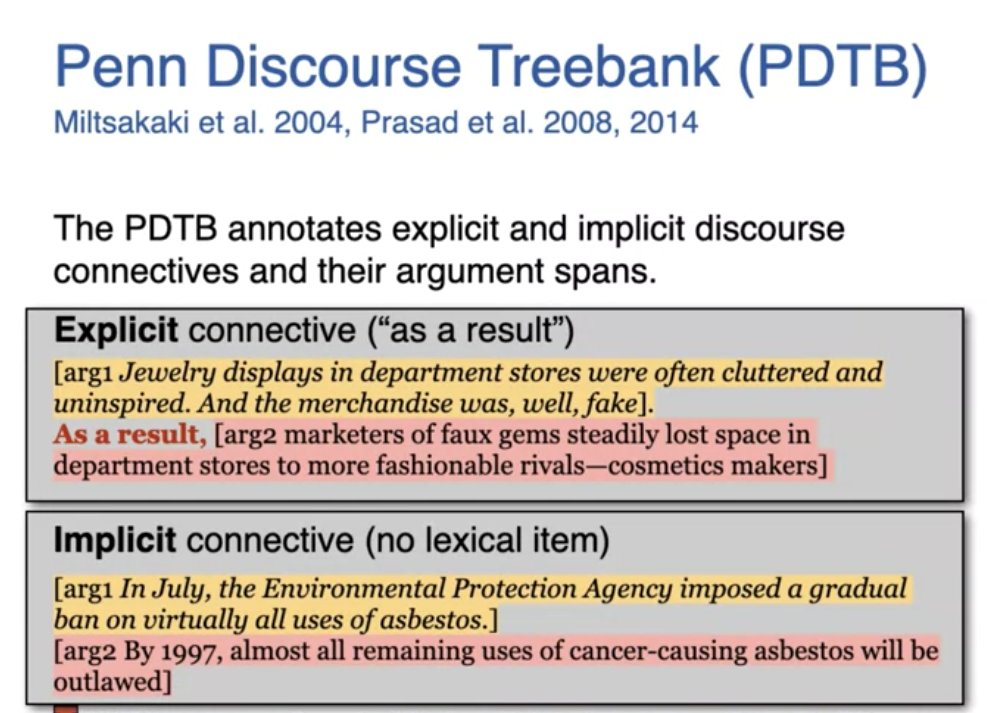 Penn Discourse Treebank (PDTB)
Miltsakaki et al. 2004, Prasad et al. 2008, 2014
The PDTB annotates explicit and implicit discourse
connectives and their argument spans.
Explicit connective (“as a result”)
[arg1 Jewelry displays in department stores were often cluttered and
uninspired. And the merchandise was, well, fake].
As a result, [arg2 marketers of faux gems steadily lost space in
department stores to more fashionable rivals—cosmetics makers]
Implicit connective (no lexical item)
[arg1 In July, the Environmental Protection Agency imposed a gradual
ban on virtually all uses of asbestos.]
[arg2 By 1997, almost all remaining uses of cancer-causing asbestos will be
outlawed]